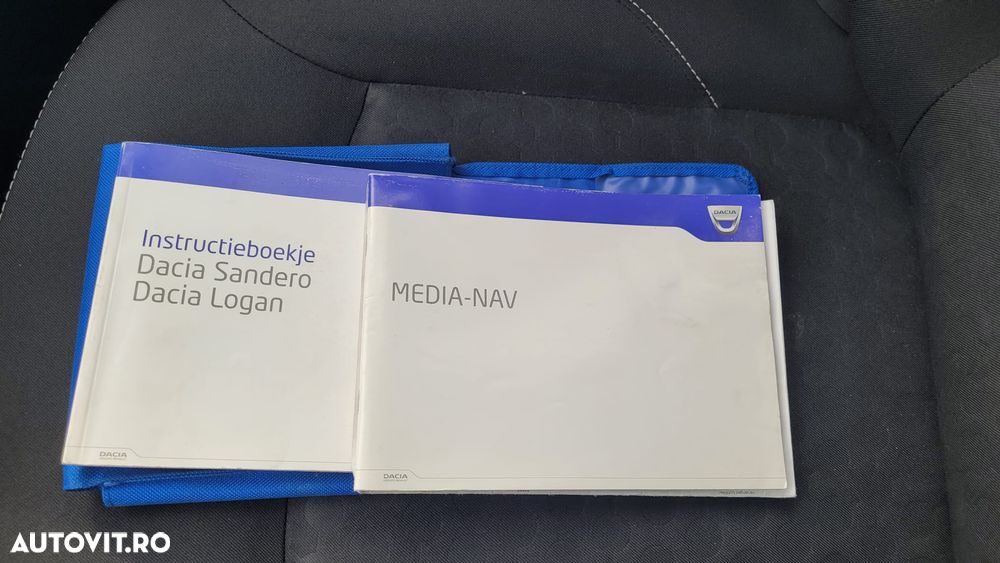 Instructieboekje
Dacia Sandero
Dacia Logan
DACIA
DACIA
MEDIA-NAV
DACIA
AUTOVIT.RO